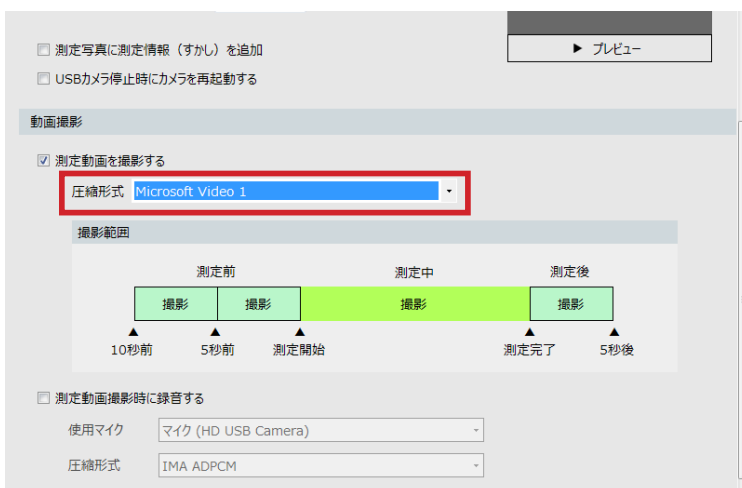 測定写真に測定情報（すかし）を追加
▶ プレビュー
USBカメラ停止時にカメラを再起動する
動画撮影
測定動画を撮影する
圧縮形式 Microsoft Video 1
撮影範囲
測定前 測定中 測定後
撮影 撮影 撮影 撮影
▲ ▲ ▲ ▲ ▲
10秒前 5秒前 測定開始 測定完了 5秒後
測定動画撮影時に録音する
使用マイク マイク (HD USB Camera)
圧縮形式 IMA ADPCM